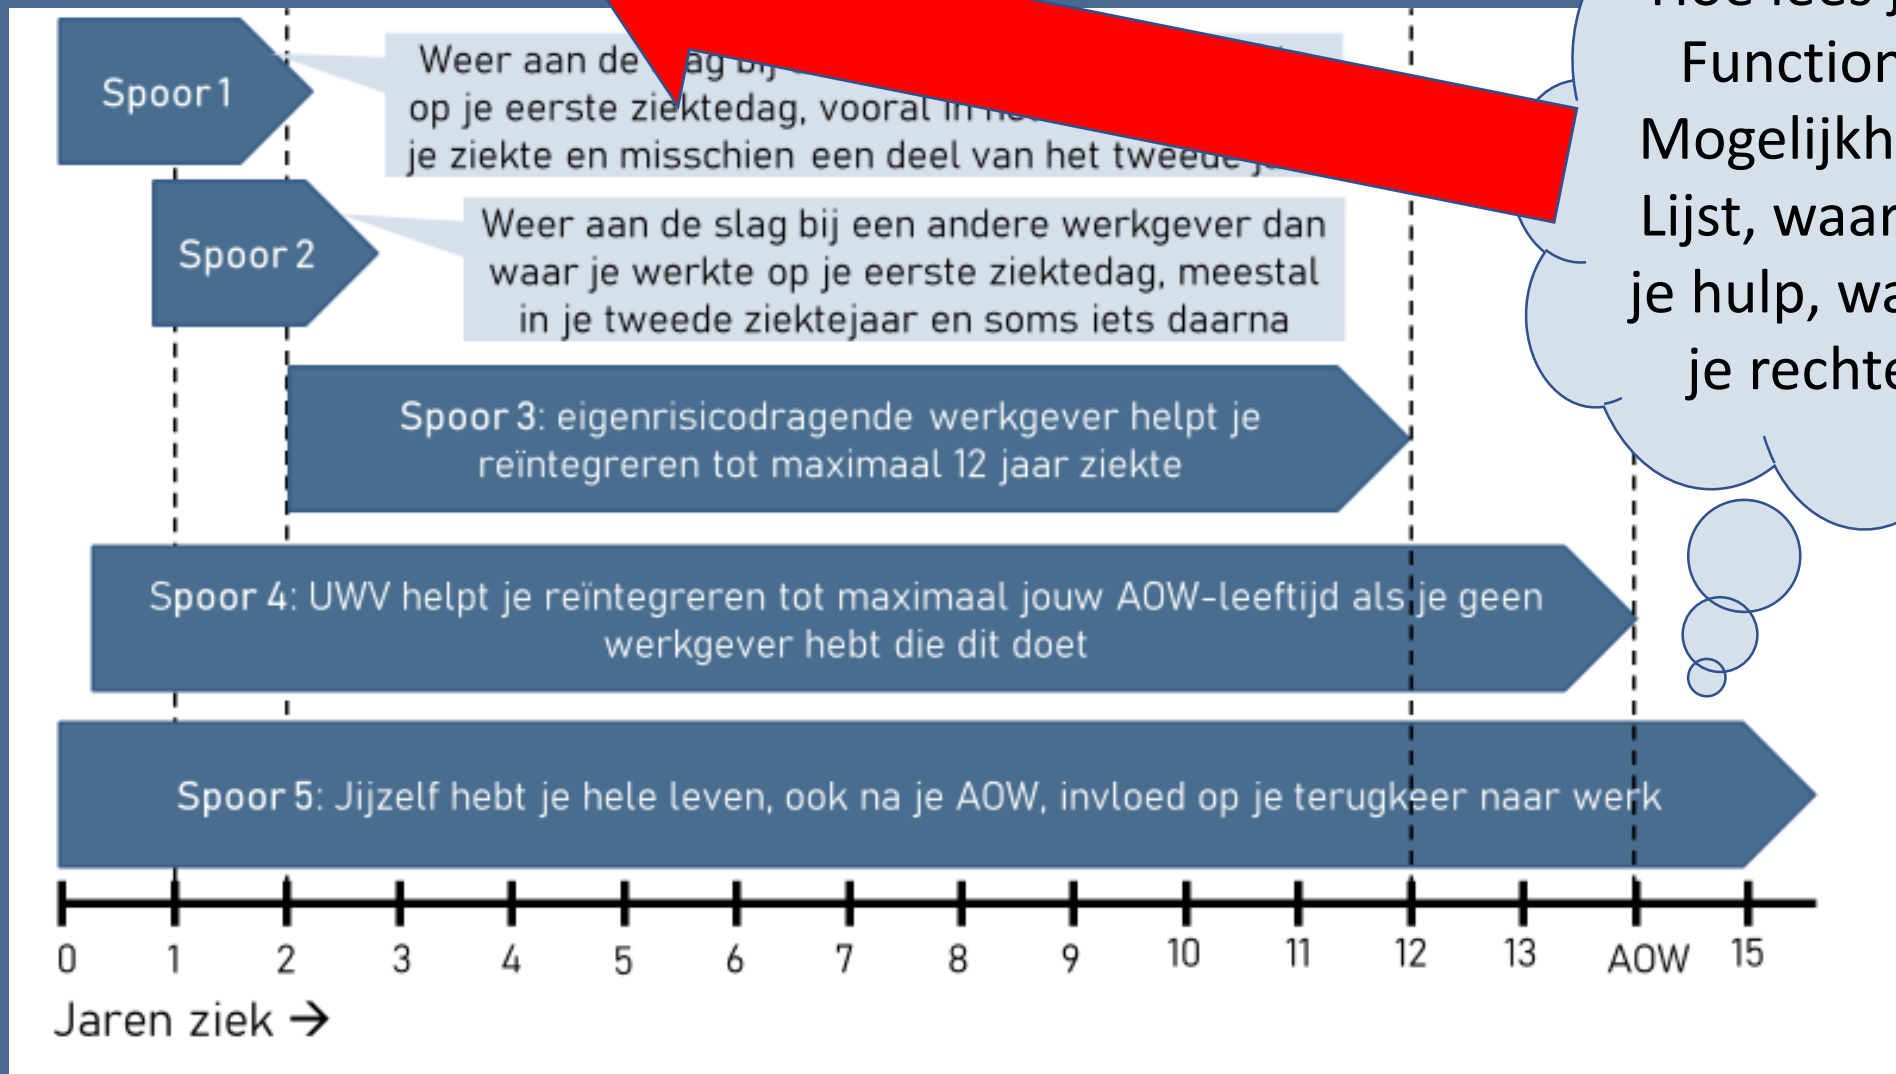 Spoor 1
Weer aan de
op je eerste ziektedag, vooral in
je ziekte en misschien een deel van het tweede
Spoor 2
Weer aan de slag bij een andere werkgever dan
waar je werkte op je eerste ziektedag, meestal
in je tweede ziektejaar en soms iets daarna
Spoor 3: eigenrisicodragende werkgever helpt je
reïntegreren tot maximaal 12 jaar ziekte
Spoor 4: UWV helpt je reïntegreren tot maximaal jouw AOW-leeftijd als je geen
werkgever hebt die dit doet
Spoor 5: Jijzelf hebt je hele leven, ook na je AOW, invloed op je terugkeer naar werk
0 1 2 3 4 5 6 7 8 9 10 11 12 13 AOW 15
Jaren ziek →
Hoe lees
Function
Mogelijkh
Lijst, waar
je hulp, wa
je rechte